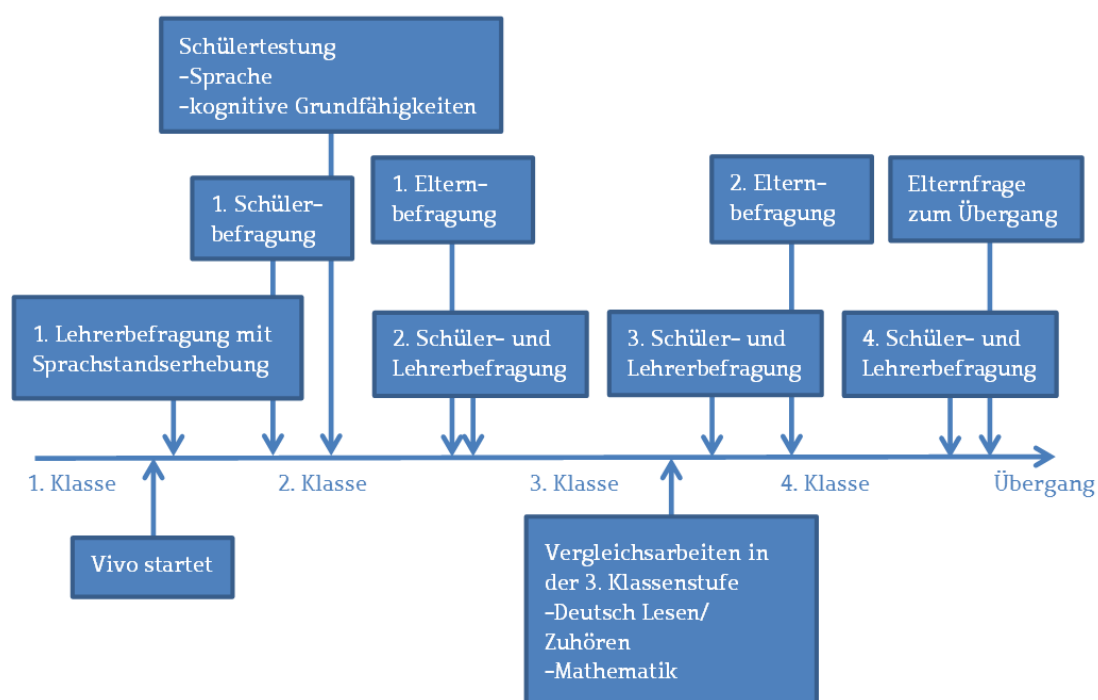 Schülertestung
-Sprache
-kognitive Grundfähigkeiten
1. Schüler-
befragung
1. Eltern-
befragung
2. Eltern-
befragung
Elternfrage
zum Übergang
1. Lehrerbefragung mit
Sprachstandserhebung
2. Schüler- und
Lehrerbefragung
3. Schüler- und
Lehrerbefragung
4. Schüler- und
Lehrerbefragung
1. Klasse
2. Klasse
3. Klasse
4. Klasse
Übergang
Vivo startet
Vergleichsarbeiten in
der 3. Klassenstufe
-Deutsch Lesen/
Zuhören
-Mathematik